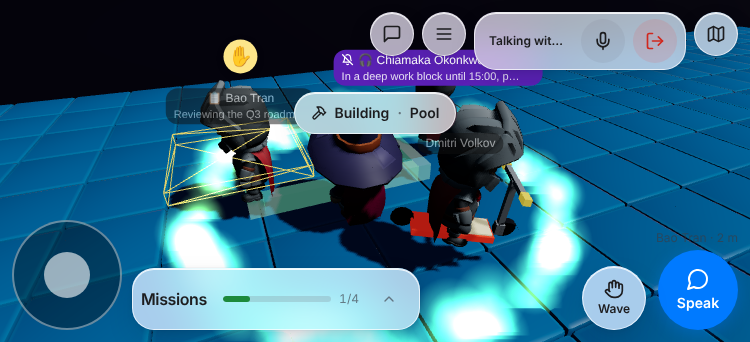 Talking wit...
Chiamaka Okonkw
In a deep work block until 15:00, p...
Bao Tran
Reviewing the Q3 roadm
Building · Pool
Dmitri Volkov
Missions
1/4
Wave
Speak